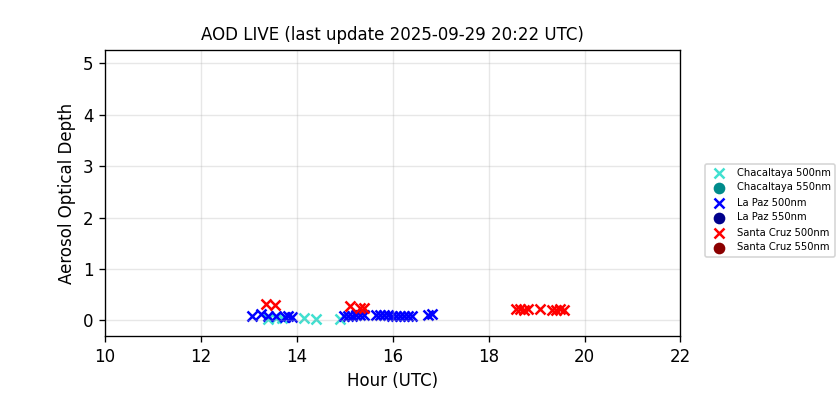 AOD LIVE (last update 2025-09-29 20:22 UTC)
Aerosol Optical Depth
5
4
3
2
1
0
10 12 14 16 18 20 22
Hour (UTC)
Chacaltaya 500nm
Chacaltaya 550nm
La Paz 500nm
La Paz 550nm
Santa Cruz 500nm
Santa Cruz 550nm